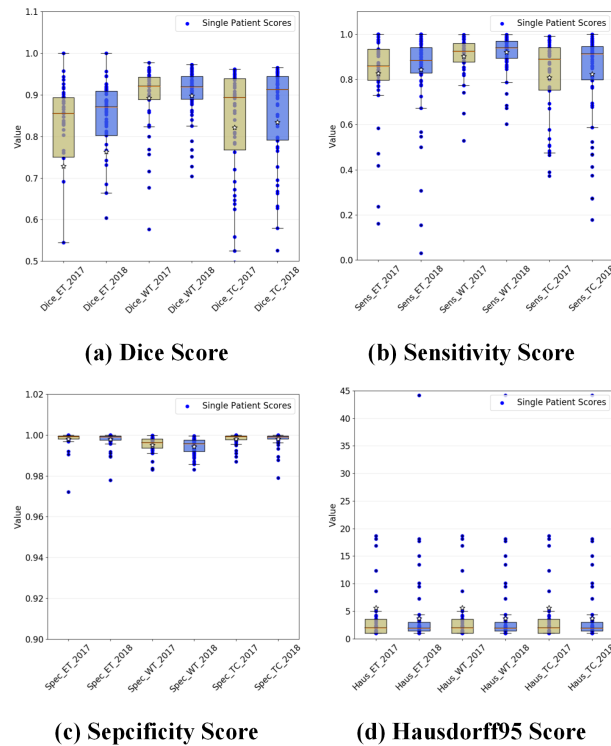 Single Patient Scores
1.1
1.0
0.9
0.8
0.7
0.6
0.5
Value
Dice_ET_2017
Dice_ET_2018
Dice_WT_2017
Dice_WT_2018
Dice_TC_2017
Dice_TC_2018
(a) Dice Score
Single Patient Scores
1.0
0.8
0.6
0.4
0.2
0.0
Value
Sens_ET_2017
Sens_ET_2018
Sens_WT_2017
Sens_WT_2018
Sens_TC_2017
Sens_TC_2018
(b) Sensitivity Score
Single Patient Scores
1.02
1.00
0.98
0.96
0.94
0.92
0.90
Value
Spec_ET_2017
Spec_ET_2018
Spec_WT_2017
Spec_WT_2018
Spec_TC_2017
Spec_TC_2018
(c) Sepcificity Score
Single Patient Scores
45
40
35
30
25
20
15
10
5
0
Value
Haus_ET_2017
Haus_ET_2018
Haus_WT_2017
Haus_WT_2018
Haus_TC_2017
Haus_TC_2018
(d) Hausdorff95 Score